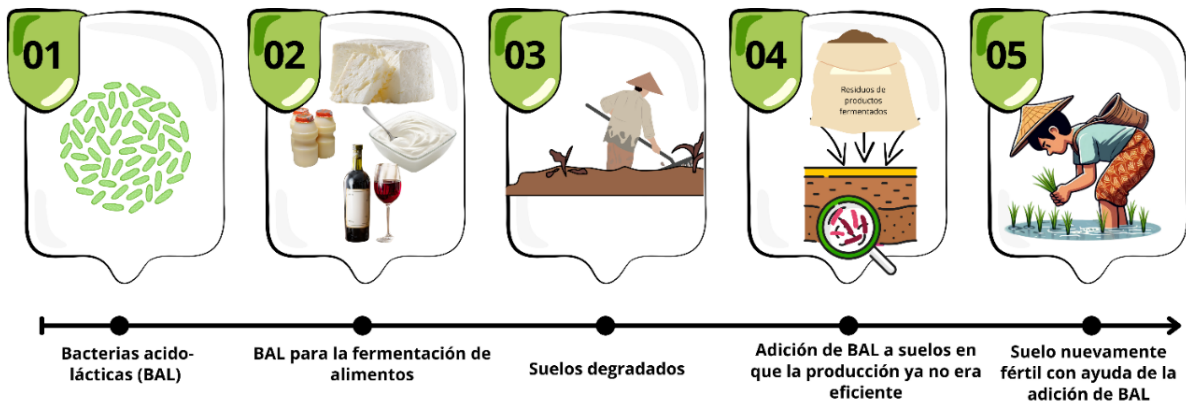 01
02
03
04
05
Residuos de
productos
fermentados
Bacterias acido-
lácticas (BAL)
BAL para la fermentación de
alimentos
Suelos degradados
Adición de BAL a suelos en
que la producción ya no era
eficiente
Suelo nuevamente
fértil con ayuda de la
adición de BAL